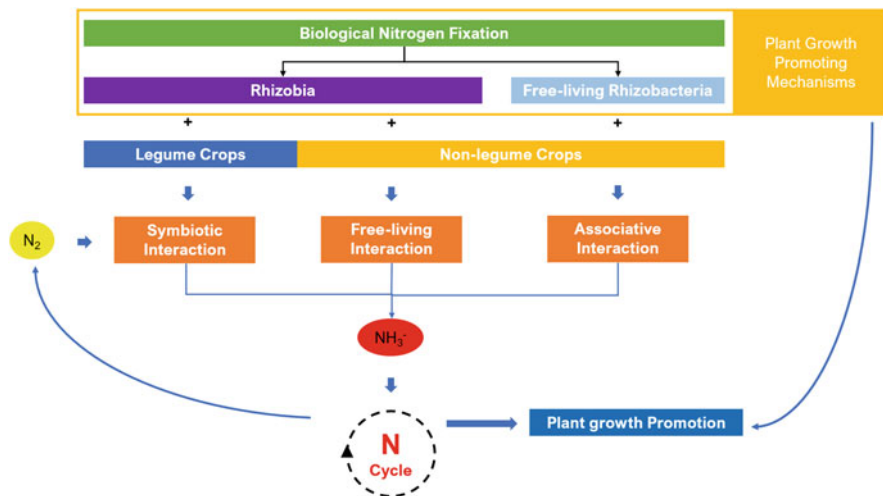 Biological Nitrogen Fixation
Plant Growth
Promoting
Mechanisms
Rhizobia
Free-living Rhizobacteria
+
+
+
Legume Crops
Non-legume Crops
N₂
Symbiotic
Interaction
Free-living
Interaction
Associative
Interaction
NH₃⁻
N
Cycle
Plant growth Promotion